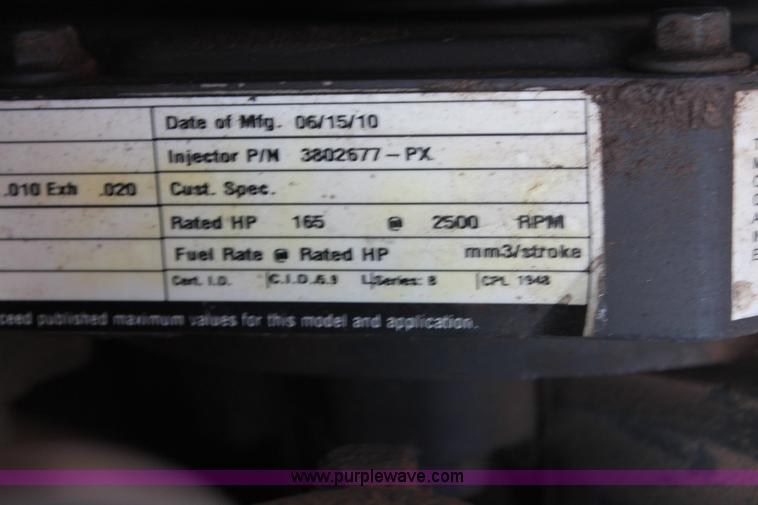 Date of Mfg. 06/15/10
Injector P/N 3802677-PX
.010 Exh .020 Cust. Spec.
Rated HP 165 @ 2500 RPM
Fuel Rate @ Rated HP mm3/stroke
Cert. I.D. C.I.D./5.9 L Series: B CPL 1948
ceed published maximum values for this model and application.
www.purplewave.com